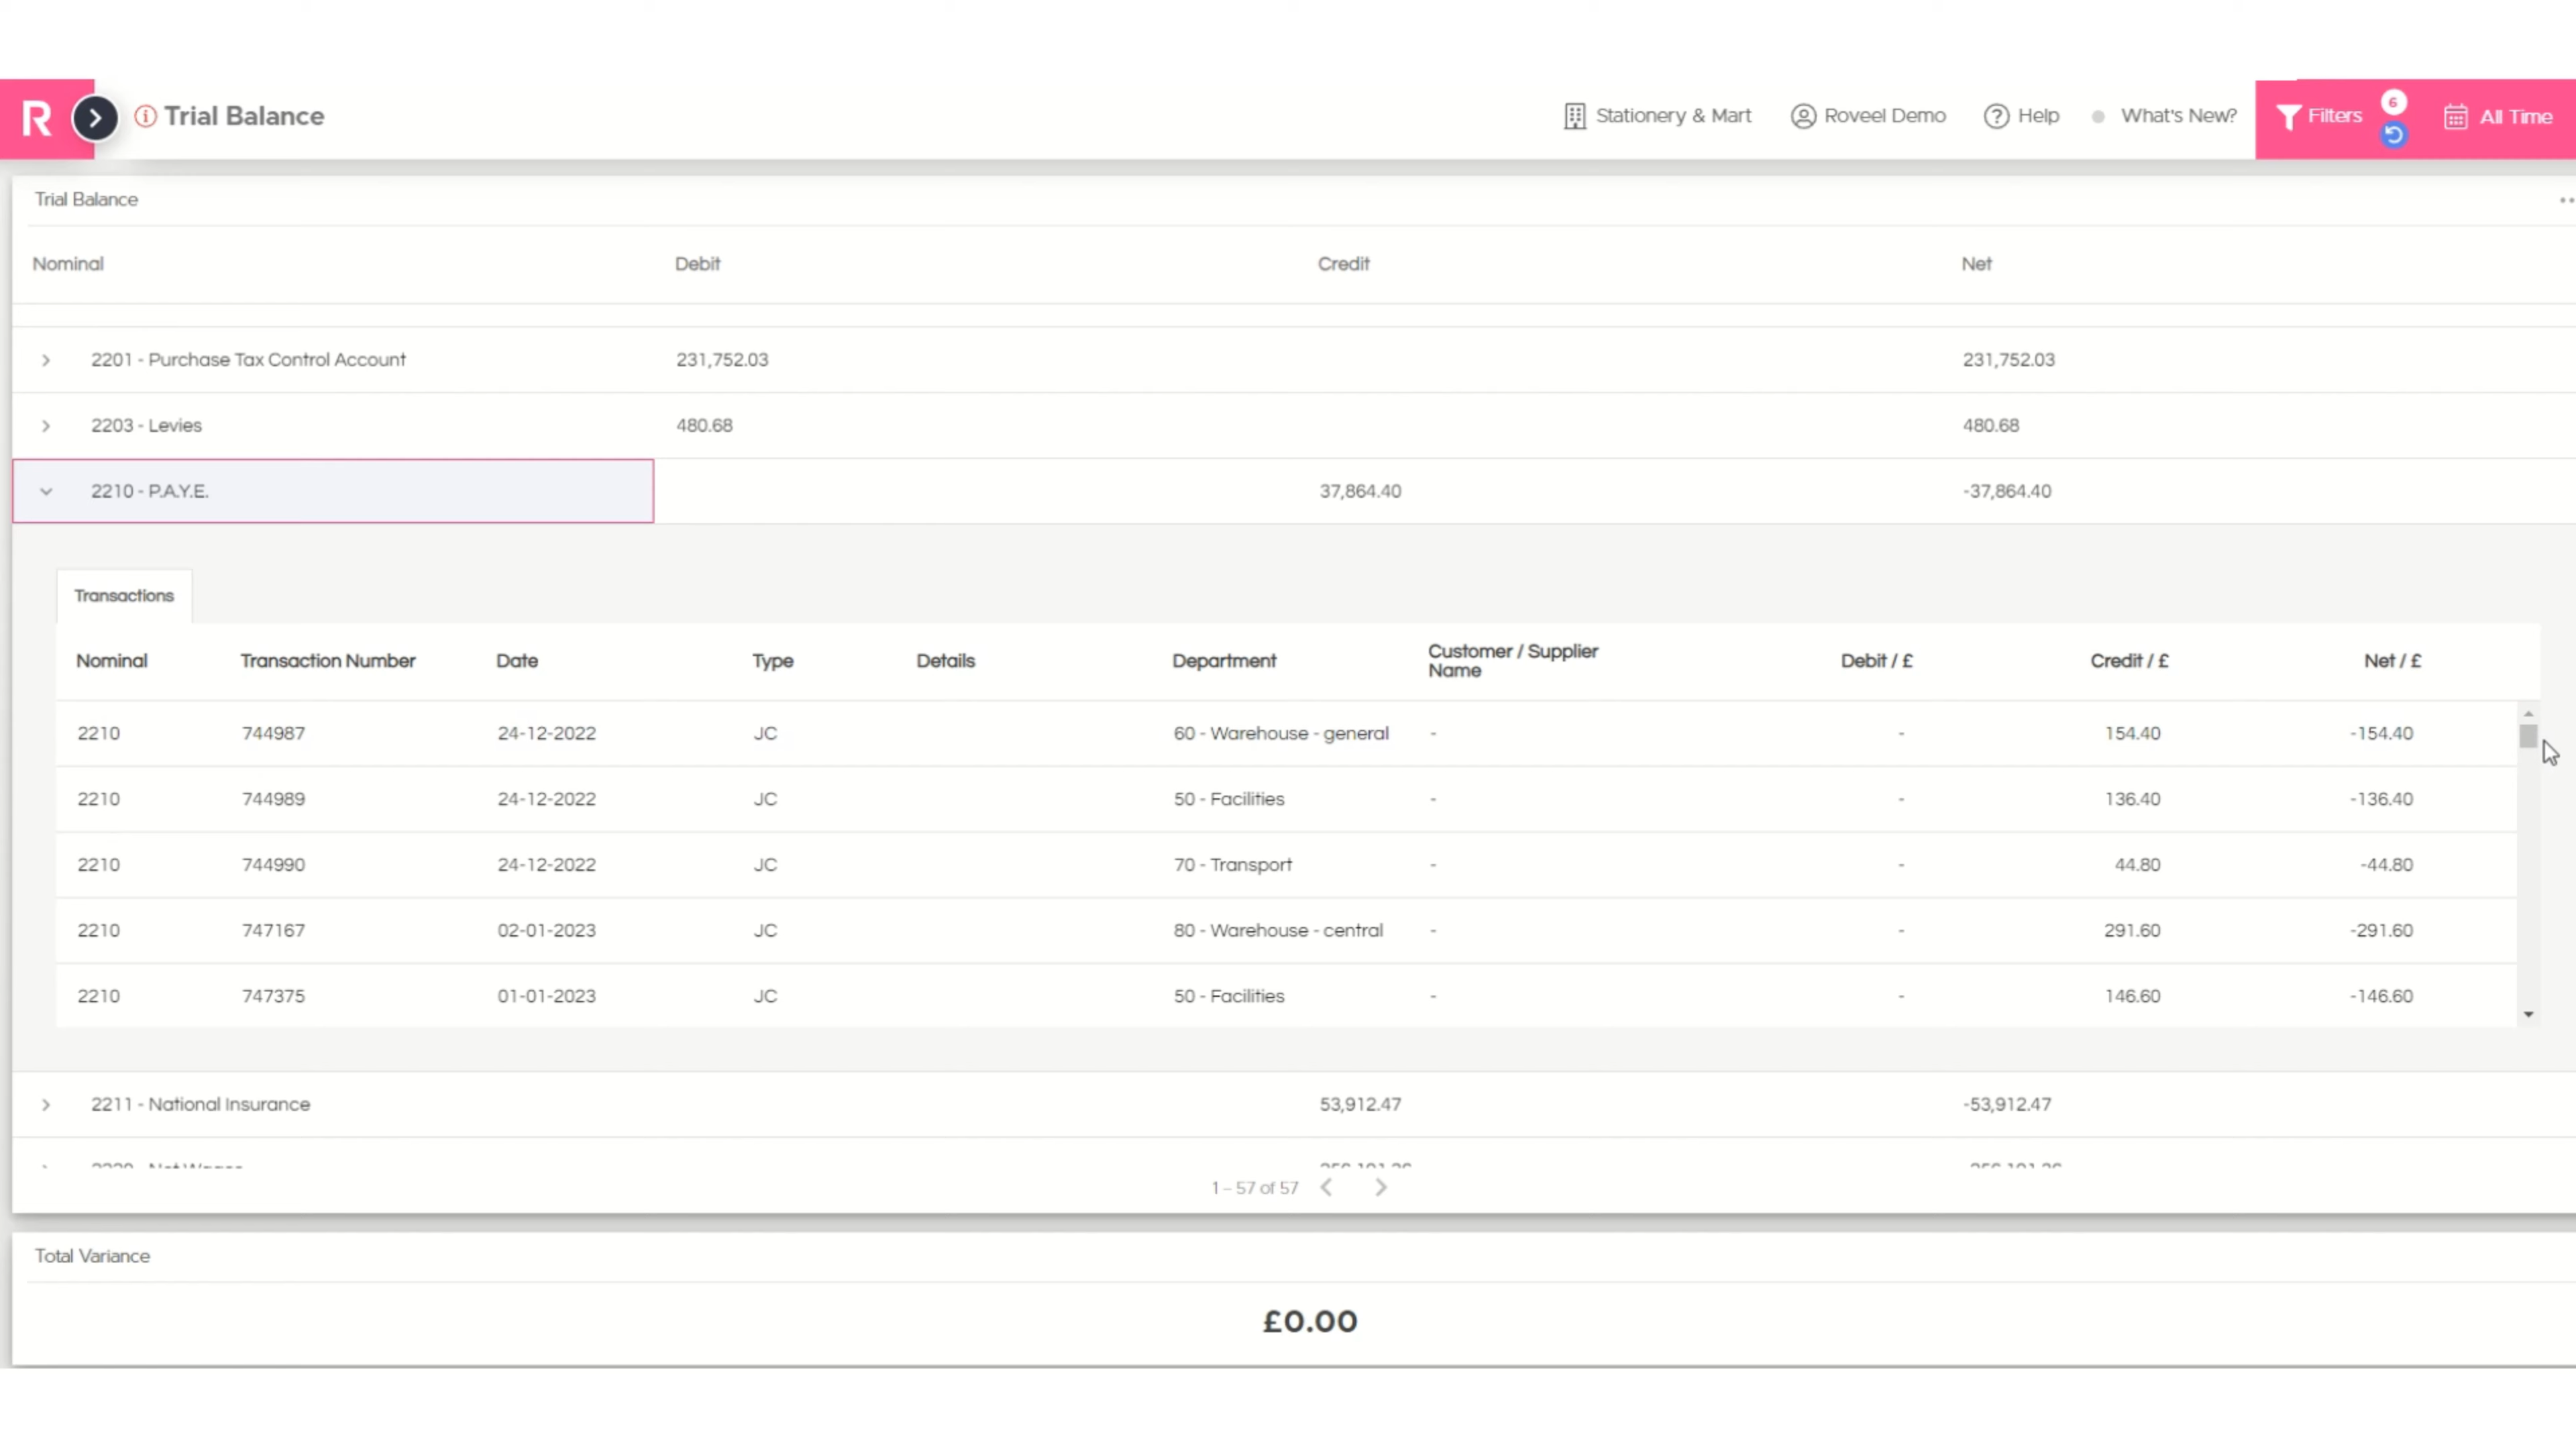 R Trial Balance Stationery & Mart Roveel Demo Help What's New? Filters 6 All Time
Trial Balance
Nominal Debit Credit Net
2201 - Purchase Tax Control Account 231,752.03 231,752.03
2203 - Levies 480.68 480.68
2210 - P.A.Y.E. 37,864.40 -37,864.40
Transactions
Nominal Transaction Number Date Type Details Department Customer / Supplier Name Debit / £ Credit / £ Net / £
2210 744987 24-12-2022 JC 60 - Warehouse - general - - 154.40 -154.40
2210 744989 24-12-2022 JC 50 - Facilities - - 136.40 -136.40
2210 744990 24-12-2022 JC 70 - Transport - - 44.80 -44.80
2210 747167 02-01-2023 JC 80 - Warehouse - central - - 291.60 -291.60
2210 747375 01-01-2023 JC 50 - Facilities - - 146.60 -146.60
2211 - National Insurance 53,912.47 -53,912.47
1 – 57 of 57
Total Variance
£0.00